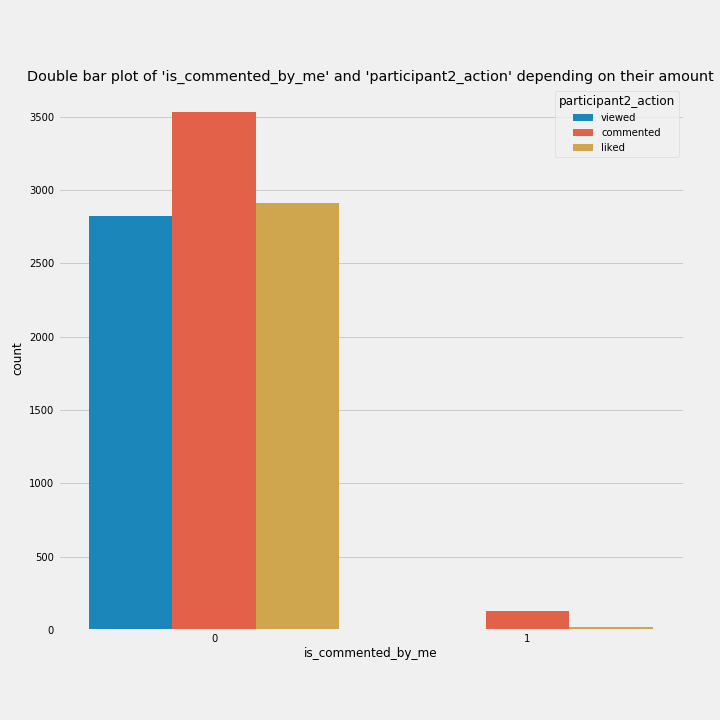 Double bar plot of 'is_commented_by_me' and 'participant2_action' depending on their amount
participant2_action
viewed
commented
liked
3500
3000
2500
2000
1500
1000
500
0
count
0
1
is_commented_by_me